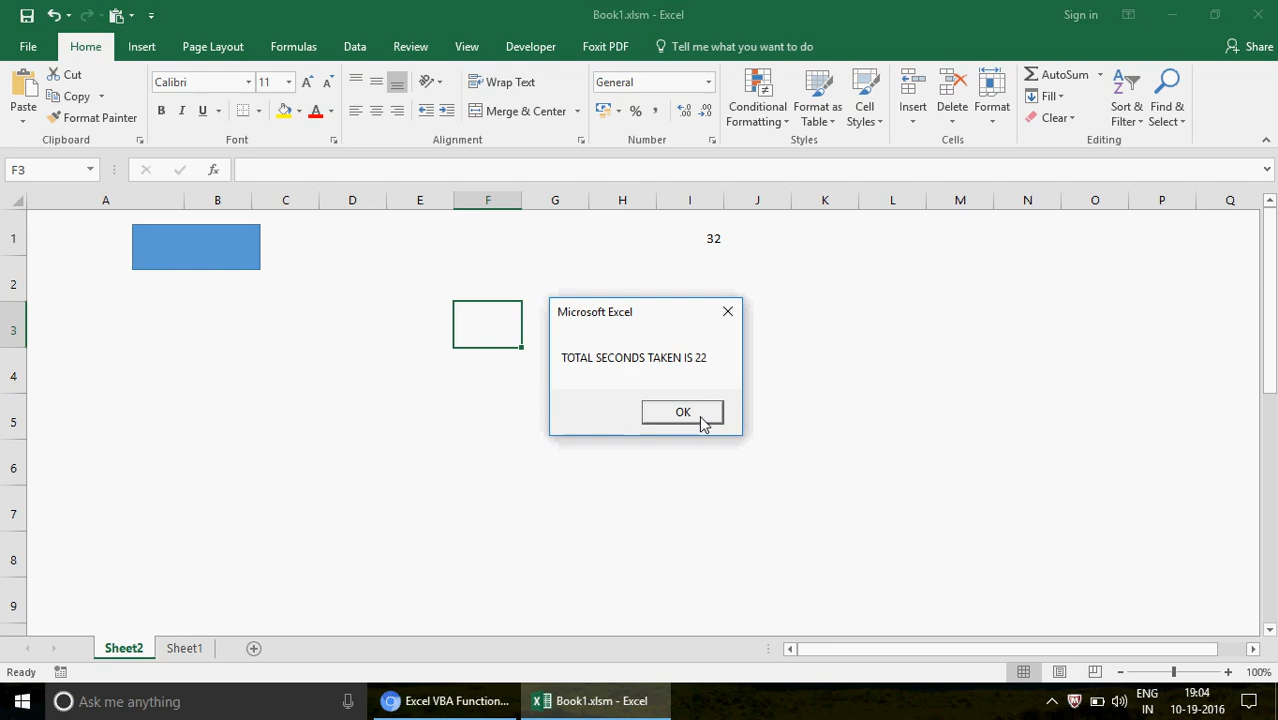 Book1.xlsm - Excel
Sign in
File Home Insert Page Layout Formulas Data Review View Developer Foxit PDF Tell me what you want to do Share
Paste
Cut
Copy
Format Painter
Clipboard
Calibri 11
B I U
Font
Wrap Text
Merge & Center
Alignment
General
Number
Conditional Formatting
Format as Table
Cell Styles
Styles
Insert
Delete
Format
Cells
AutoSum
Fill
Clear
Sort & Filter
Find & Select
Editing
F3
fx
A B C D E F G H I J K L M N O P Q
1 32
2
3
4
5
6
7
8
9
Microsoft Excel
TOTAL SECONDS TAKEN IS 22
OK
Sheet2 Sheet1
Ready
100%
Ask me anything
Excel VBA Function...
Book1.xlsm - Excel
ENG 19:04
IN 10-19-2016